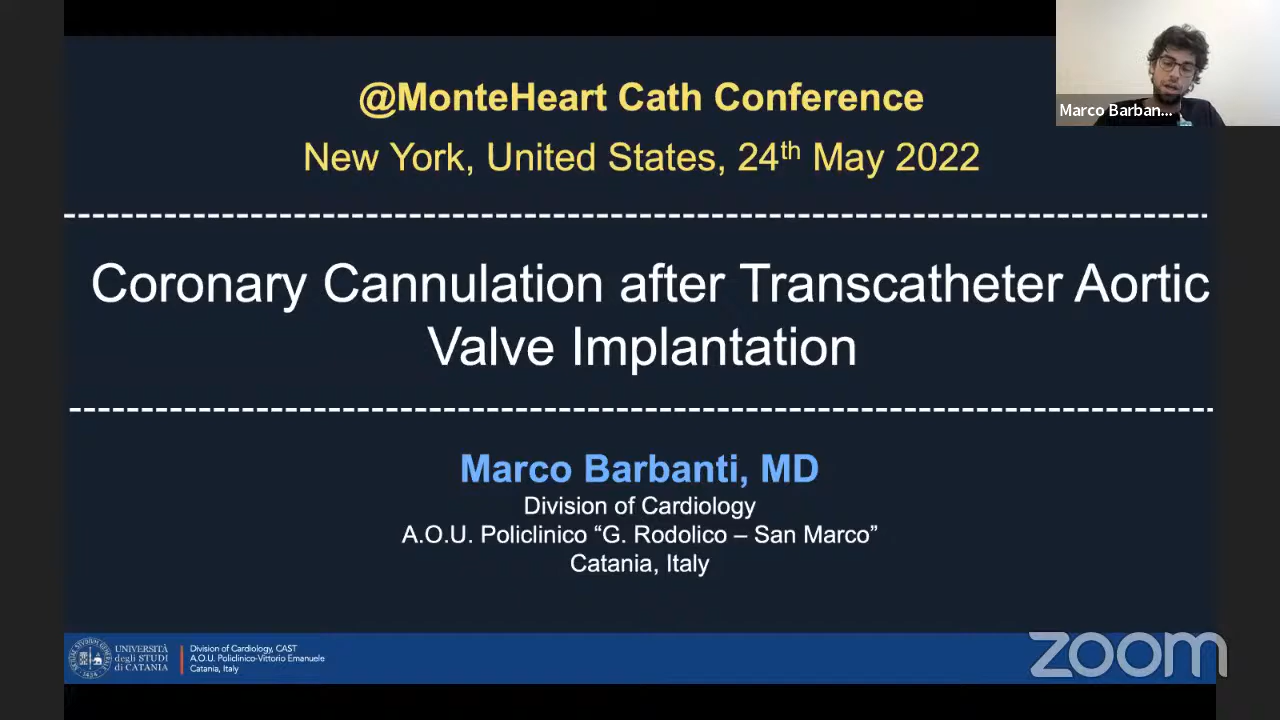 @MonteHeart Cath Conference
New York, United States, 24th May 2022
Marco Barban...
Coronary Cannulation after Transcatheter Aortic
Valve Implantation
Marco Barbanti, MD
Division of Cardiology
A.O.U. Policlinico “G. Rodolico – San Marco”
Catania, Italy
UNIVERSITÀ
degli STUDI
di CATANIA
Division of Cardiology, CAST
A.O.U. Policlinico-Vittorio Emanuele
Catania, Italy
zoom